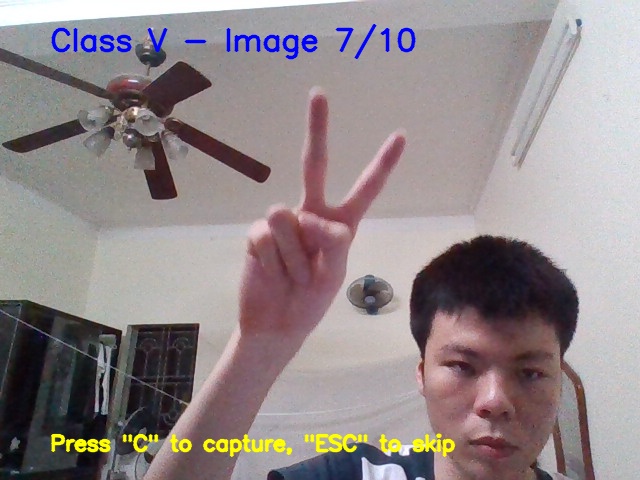 Class V - Image 7/10
Press "C" to capture, "ESC" to skip